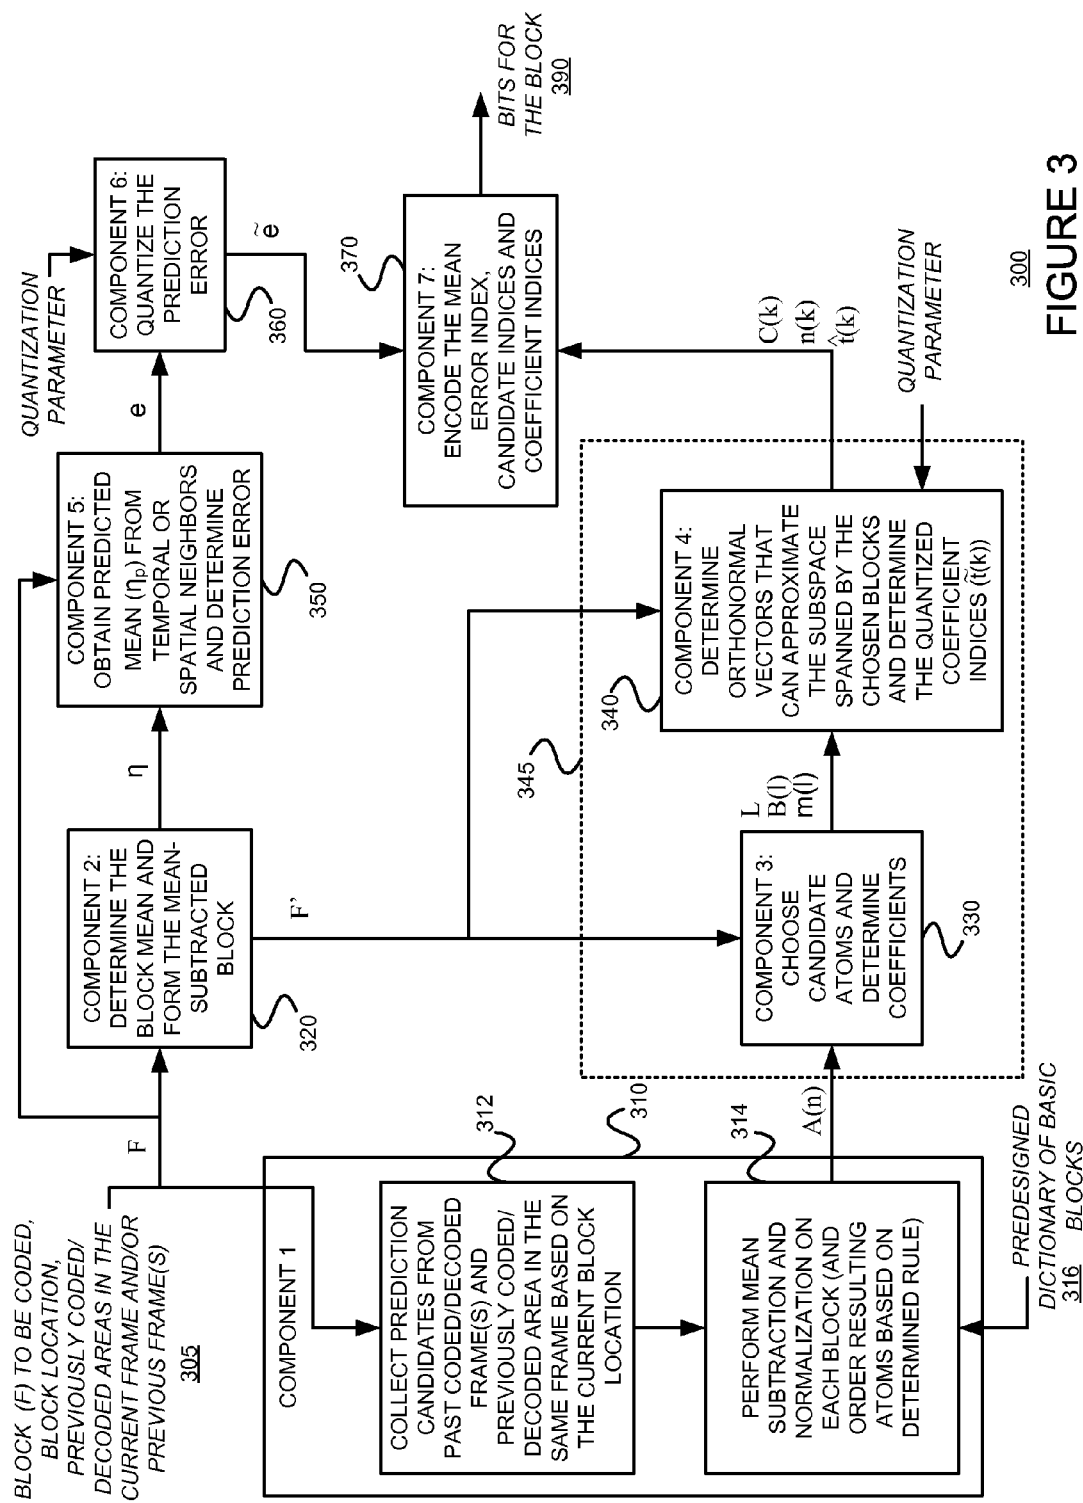 BLOCK (F) TO BE CODED,
BLOCK LOCATION,
PREVIOUSLY CODED/
DECODED AREAS IN THE
CURRENT FRAME AND/OR
PREVIOUS FRAME(S)
305
F
COMPONENT 2:
DETERMINE THE
BLOCK MEAN AND
FORM THE MEAN-
SUBTRACTED
BLOCK
320
η
COMPONENT 5:
OBTAIN PREDICTED
MEAN (ηp) FROM
TEMPORAL OR
SPATIAL NEIGHBORS
AND DETERMINE
PREDICTION ERROR
350
e
QUANTIZATION
PARAMETER
COMPONENT 6:
QUANTIZE THE
PREDICTION
ERROR
360
ẽ
F'
COMPONENT 7:
ENCODE THE MEAN
ERROR INDEX,
CANDIDATE INDICES AND
COEFFICIENT INDICES
370
BITS FOR
THE BLOCK
390
COMPONENT 1
310
COLLECT PREDICTION
CANDIDATES FROM
PAST CODED/DECODED
FRAME(S) AND
PREVIOUSLY CODED/
DECODED AREA IN THE
SAME FRAME BASED ON
THE CURRENT BLOCK
LOCATION
312
PERFORM MEAN
SUBTRACTION AND
NORMALIZATION ON
EACH BLOCK (AND
ORDER RESULTING
ATOMS BASED ON
DETERMINED RULE)
314
PREDESIGNED
DICTIONARY OF BASIC
316 BLOCKS
A(n)
345
COMPONENT 3:
CHOOSE
CANDIDATE
ATOMS AND
DETERMINE
COEFFICIENTS
330
L
B(l)
m(l)
COMPONENT 4:
DETERMINE
ORTHONORMAL
VECTORS THAT
CAN APPROXIMATE
THE SUBSPACE
SPANNED BY THE
CHOSEN BLOCKS
AND DETERMINE
THE QUANTIZED
COEFFICIENT
INDICES (t̃(k))
340
C(k)
n(k)
t̂(k)
QUANTIZATION
PARAMETER
300
FIGURE 3